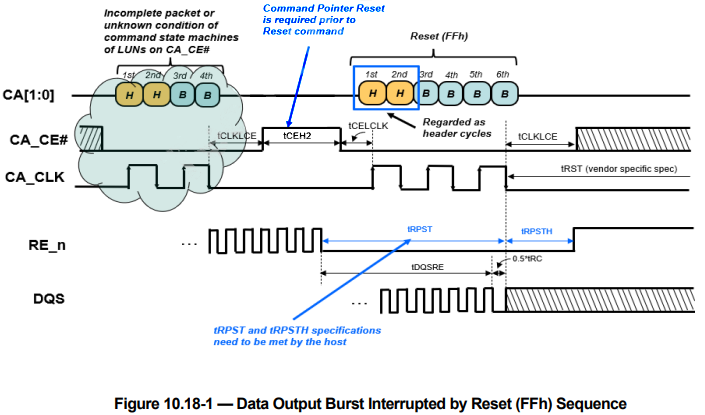 Incomplete packet or
unknown condition of
command state machines
of LUNs on CA_CE#
Command Pointer Reset
is required prior to
Reset command
Reset (FFh)
1st 2nd 3rd 4th
1st 2nd 3rd 4th 5th 6th
CA[1:0]
H H B B
H H B B B B
Regarded as
header cycles
tCELCLK
CA_CE#
tCLKLCE
tCEH2
tCLKLCE
CA_CLK
tRST (vendor specific spec)
RE_n
...
tRPST
tRPSTH
tDQSRE
0.5*tRC
DQS
...
tRPST and tRPSTH specifications
need to be met by the host
Figure 10.18-1 — Data Output Burst Interrupted by Reset (FFh) Sequence